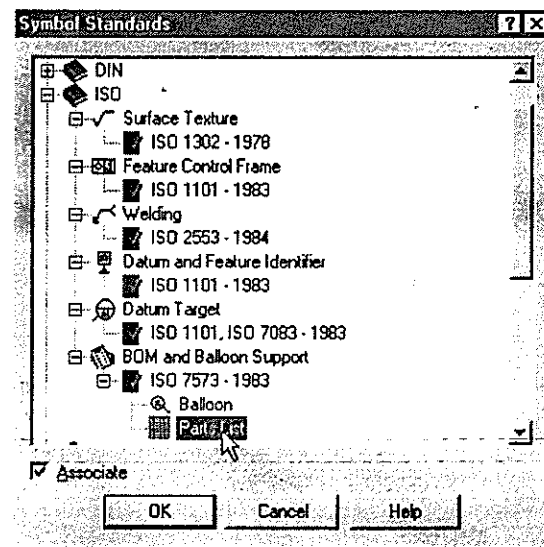 Symbol Standards
DIN
ISO
Surface Texture
ISO 1302 - 1978
Feature Control Frame
ISO 1101 - 1983
Welding
ISO 2553 - 1984
Datum and Feature Identifier
ISO 1101 - 1983
Datum Target
ISO 1101, ISO 7083 - 1983
BOM and Balloon Support
ISO 7573 - 1983
Balloon
Parts List
Associate
OK Cancel Help